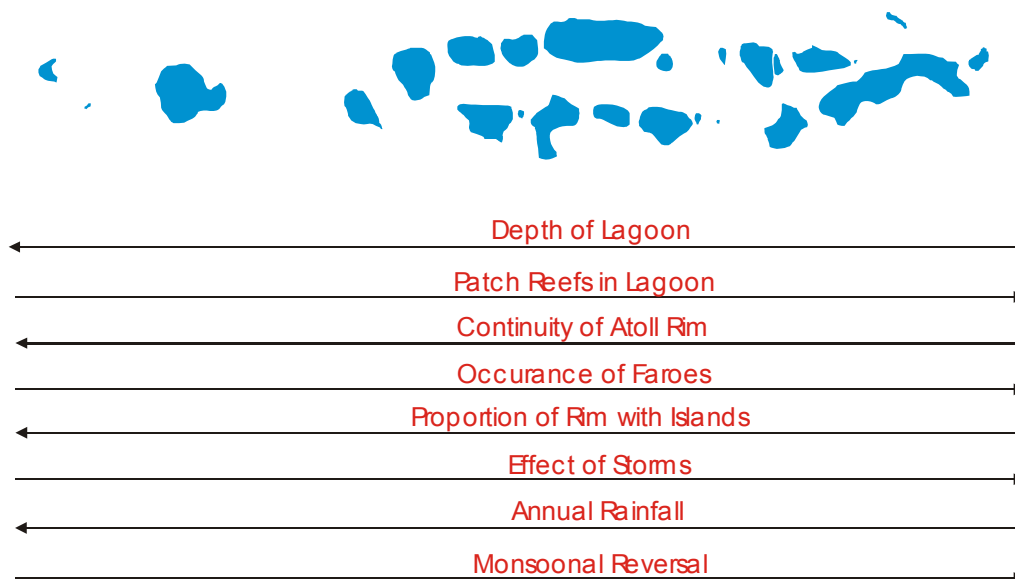 Depth of Lagoon
Patch Reefs in Lagoon
Continuity of Atoll Rim
Occurance of Faroes
Proportion of Rim with Islands
Effect of Storms
Annual Rainfall
Monsoonal Reversal